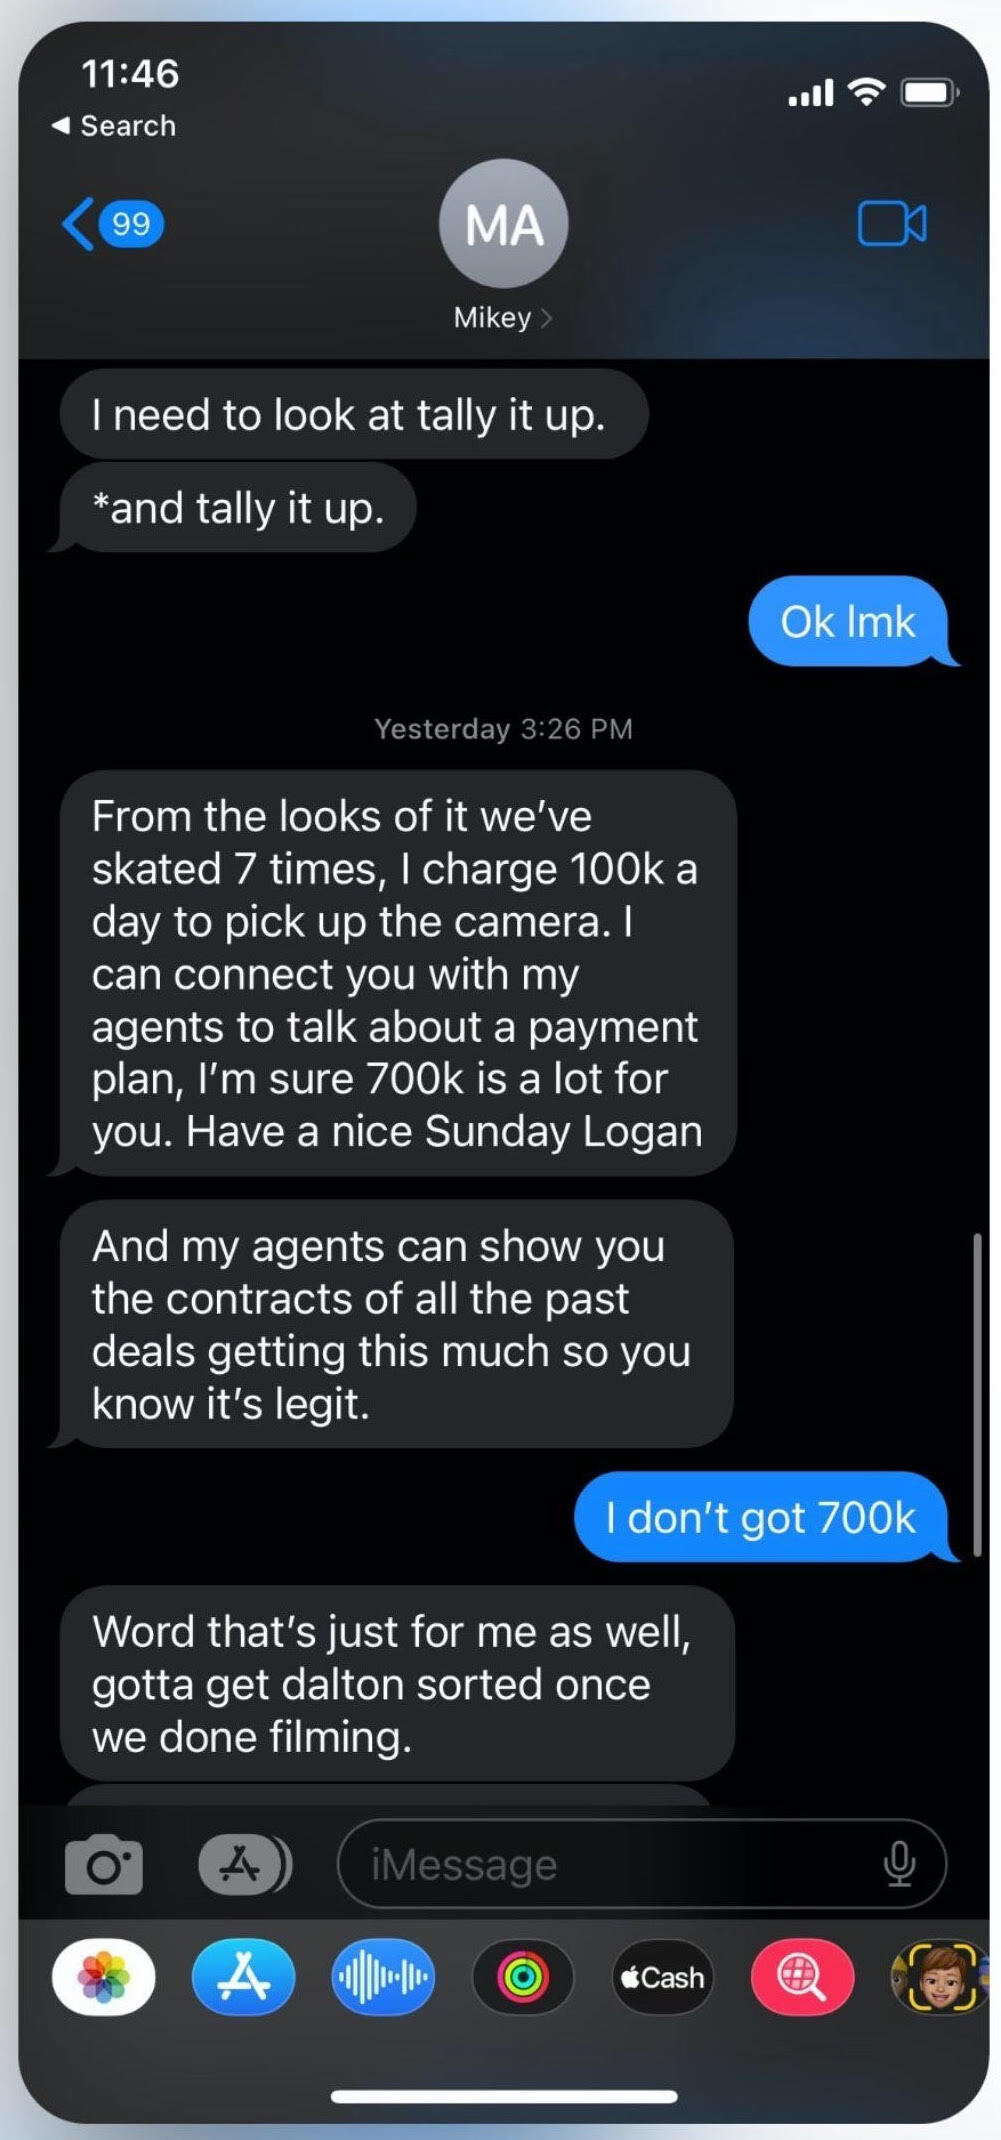 11:46
◀ Search
99
MA
Mikey >
I need to look at tally it up.
*and tally it up.
Ok lmk
Yesterday 3:26 PM
From the looks of it we’ve
skated 7 times, I charge 100k a
day to pick up the camera. I
can connect you with my
agents to talk about a payment
plan, I’m sure 700k is a lot for
you. Have a nice Sunday Logan
And my agents can show you
the contracts of all the past
deals getting this much so you
know it’s legit.
I don’t got 700k
Word that’s just for me as well,
gotta get dalton sorted once
we done filming.
iMessage
Cash